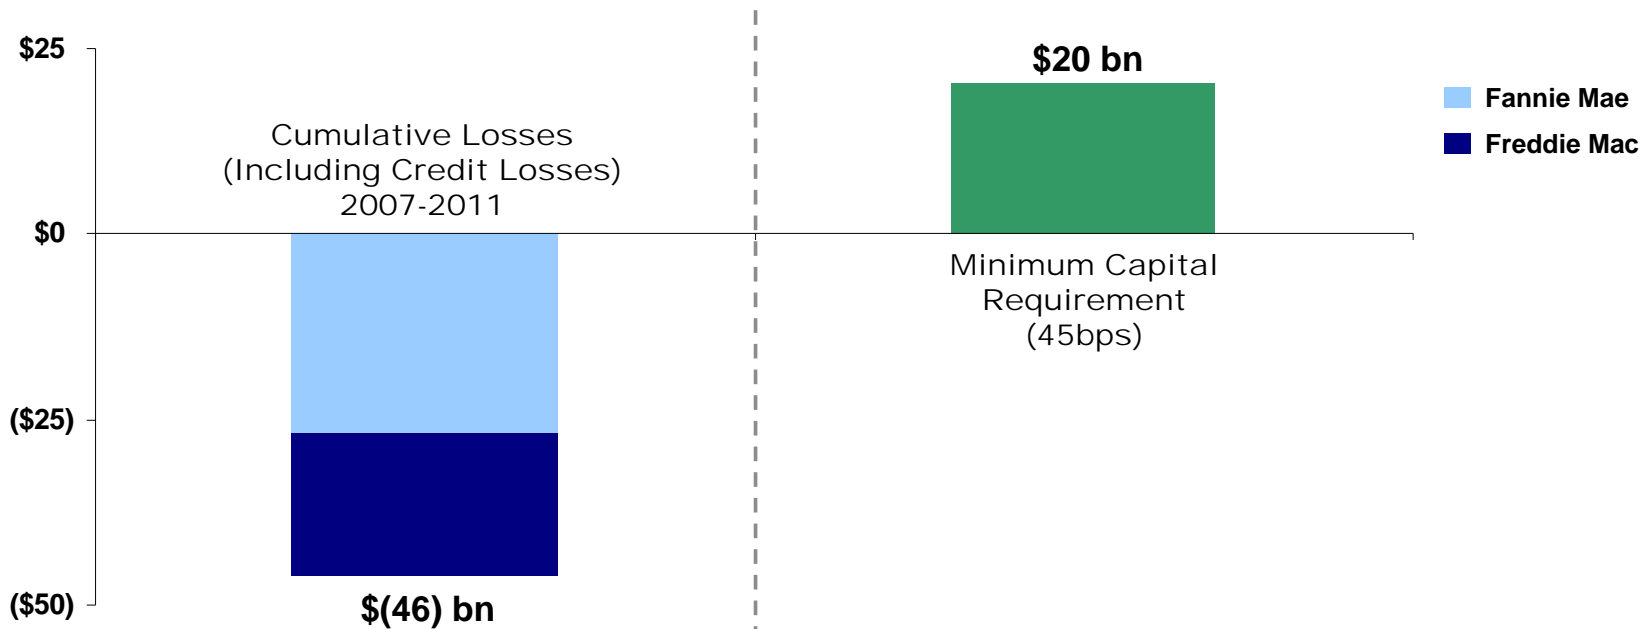 $25
$0
($25)
($50)
Cumulative Losses
(Including Credit Losses)
2007-2011
$(46) bn
$20 bn
Minimum Capital
Requirement
(45bps)
Fannie Mae
Freddie Mac